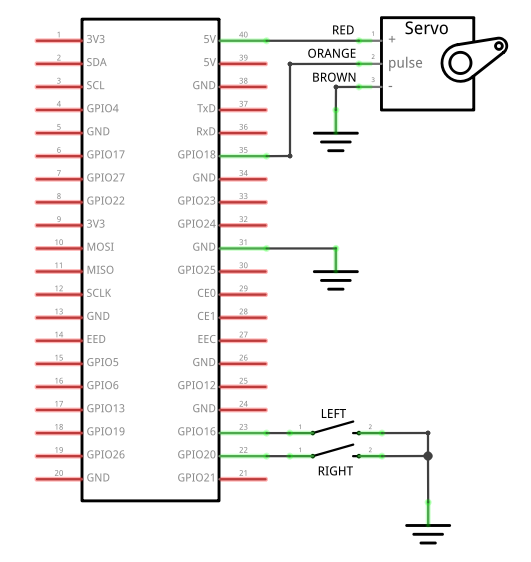 RED
Servo
1 3V3 5V 40 1 +
ORANGE
2 SDA 5V 39 2 pulse
BROWN
3 SCL GND 38 3 -
4 GPIO4 TxD 37
5 GND RxD 36
6 GPIO17 GPIO18 35
7 GPIO27 GND 34
8 GPIO22 GPIO23 33
9 3V3 GPIO24 32
10 MOSI GND 31
11 MISO GPIO25 30
12 SCLK CE0 29
13 GND CE1 28
14 EED EEC 27
15 GPIO5 GND 26
16 GPIO6 GPIO12 25
17 GPIO13 GND 24
LEFT
18 GPIO19 GPIO16 23 1 2
19 GPIO26 GPIO20 22 1 2
RIGHT
20 GND GPIO21 21